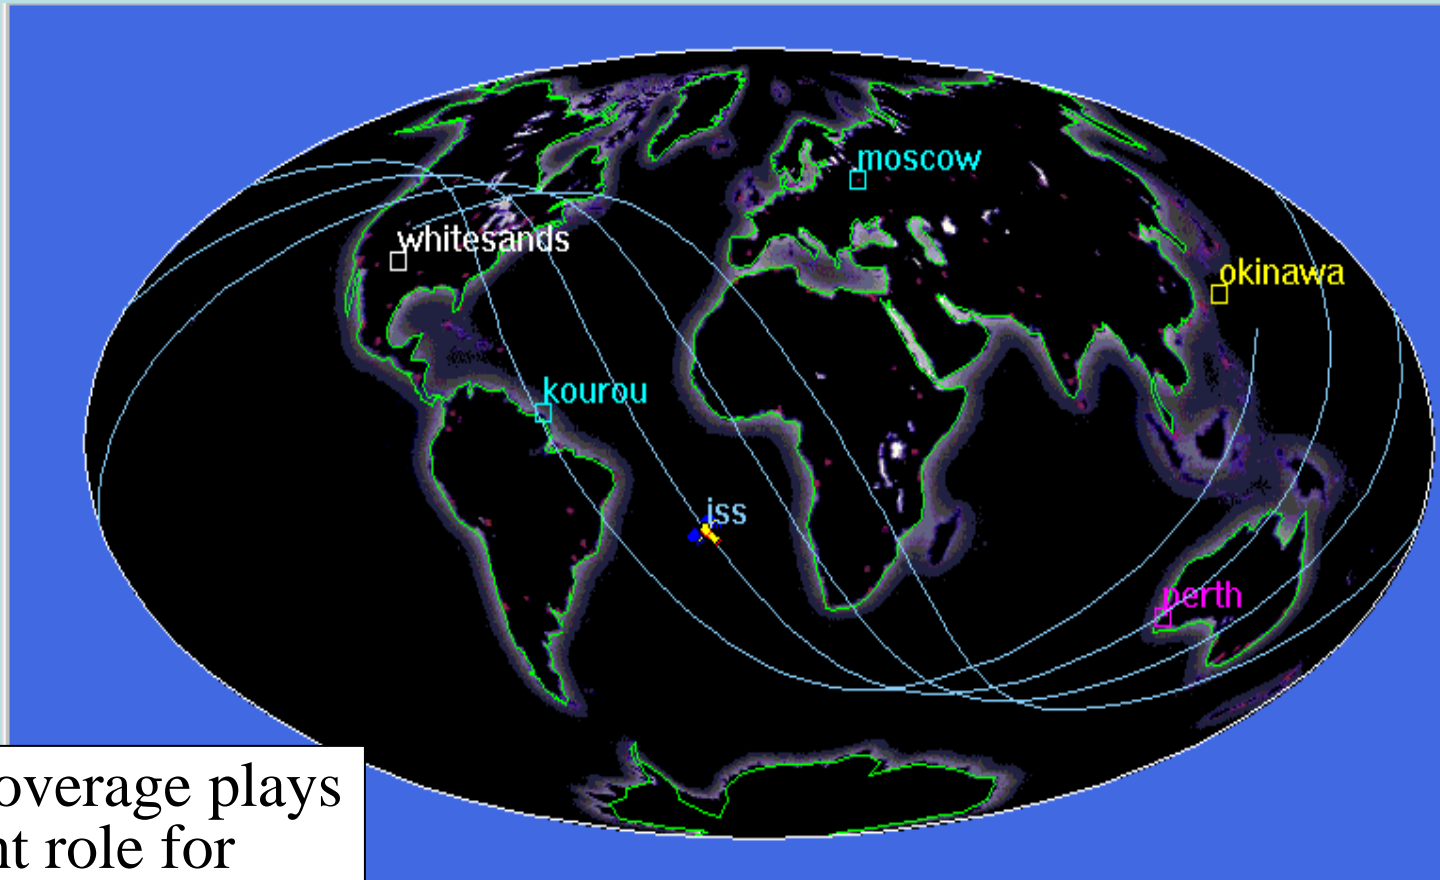 moscow
whitesands
okinawa
kourou
iss
perth
overage plays
nt role for